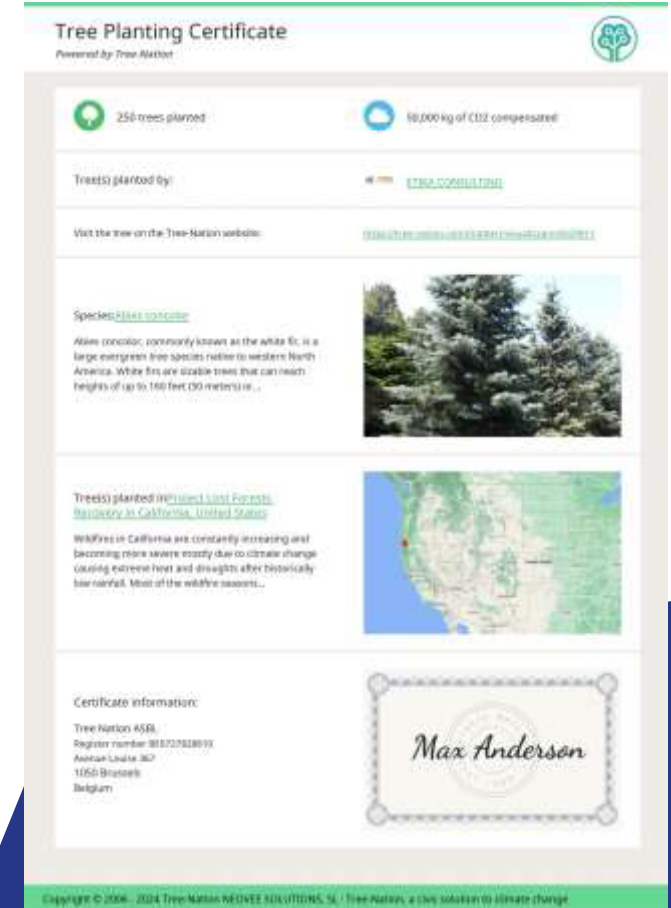 Tree Planting Certificate
Powered by Tree-Nation
250 trees planted
50,000 kg of CO2 compensated
Tree(s) planted by:
ETIKA CONSULTING
Visit the tree on the Tree-Nation website:
Species: Abies concolor
Abies concolor, commonly known as the white fir, is a
large evergreen tree species native to western North
America. White firs are sizable trees that can reach
heights of up to 160 feet (50 meters) in...
Tree(s) planted in Project Lost Forests
Recovery in California, United States
Wildfires in California are constantly increasing and
becoming more severe mostly due to climate change
causing extreme heat and droughts after historically
low rainfall. Most of the wildfire seasons...
Certificate information:
Tree Nation ASBL
Register number
Avenue Louise 367
1050 Brussels
Belgium
Max Anderson
Copyright © 2006 - 2024 Tree-Nation NEOVEE SOLUTIONS, SL - Tree-Nation, a civic solution to climate change